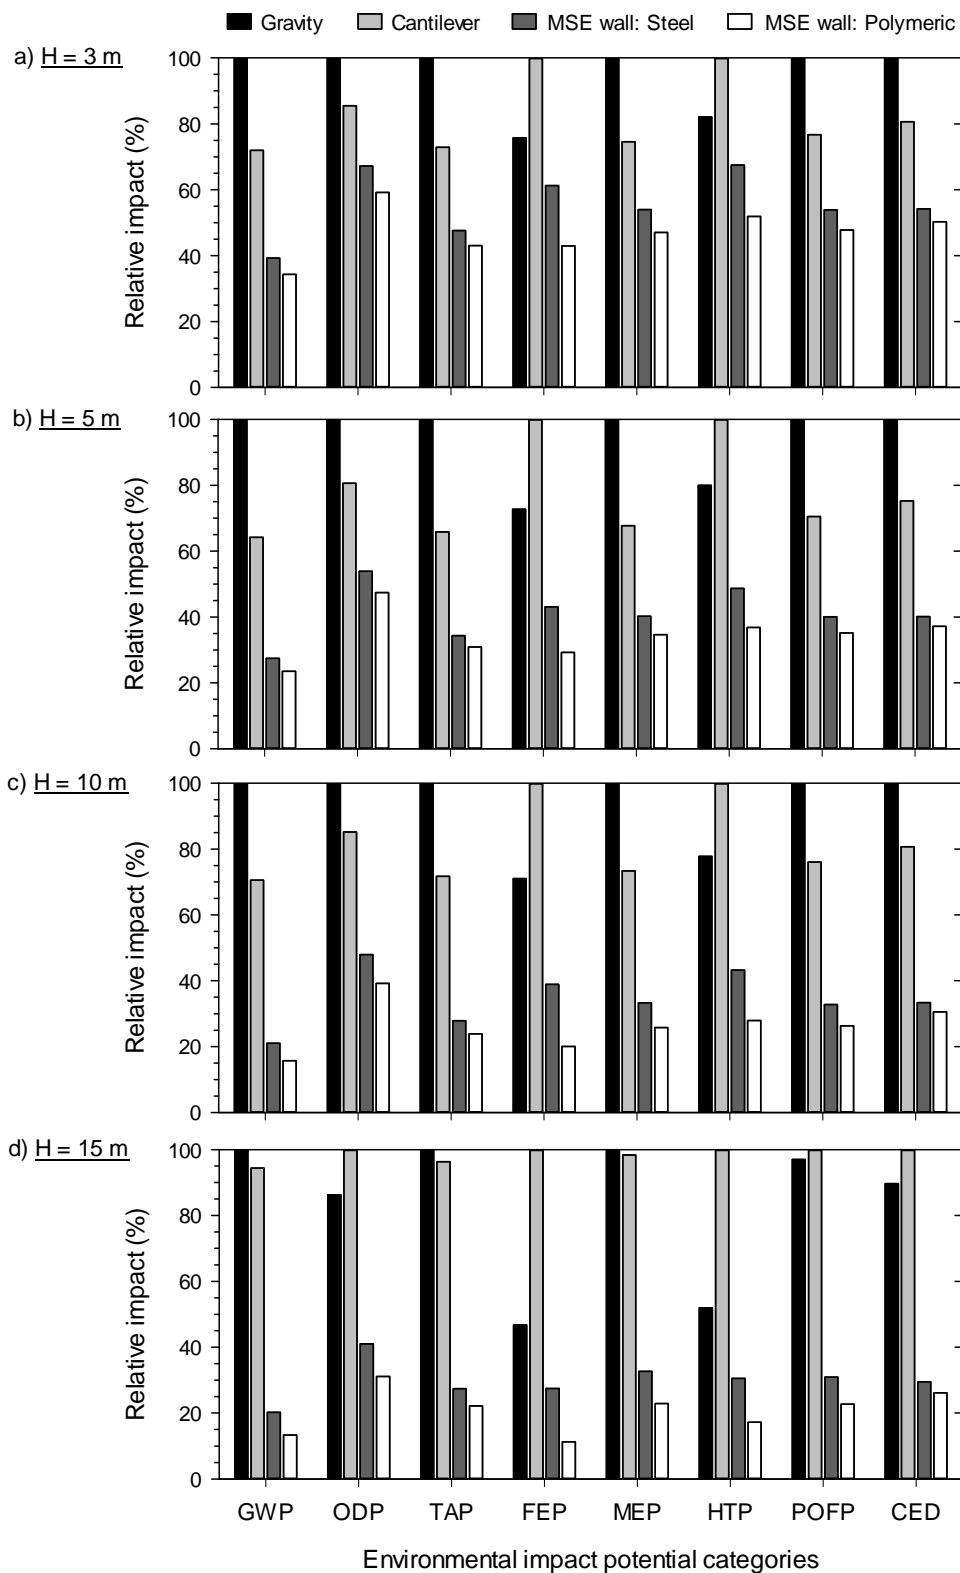 Gravity Cantilever MSE wall: Steel MSE wall: Polymeric
a) H = 3 m
100
80
60
40
20
0
Relative impact (%)
b) H = 5 m
100
80
60
40
20
0
Relative impact (%)
c) H = 10 m
100
80
60
40
20
0
Relative impact (%)
d) H = 15 m
100
80
60
40
20
0
Relative impact (%)
GWP ODP TAP FEP MEP HTP POFP CED
Environmental impact potential categories